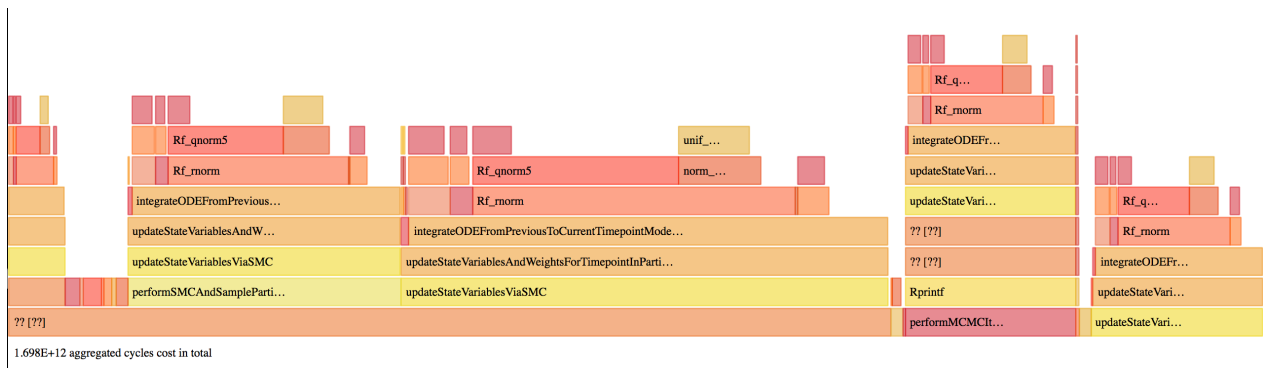 Rf_q…
Rf_rnorm
Rf_qnorm5 unif_… integrateODEFr…
Rf_rnorm Rf_qnorm5 norm_… updateStateVari…
integrateODEFromPrevious… Rf_rnorm updateStateVari… Rf_q…
updateStateVariablesAndW… integrateODEFromPreviousToCurrentTimepointMode… ?? [??] Rf_rnorm
updateStateVariablesViaSMC updateStateVariablesAndWeightsForTimepointInParti… ?? [??] integrateODEFr…
performSMCAndSampleParti… updateStateVariablesViaSMC Rprintf updateStateVari…
?? [??] performMCMCIt… updateStateVari…
1.698E+12 aggregated cycles cost in total